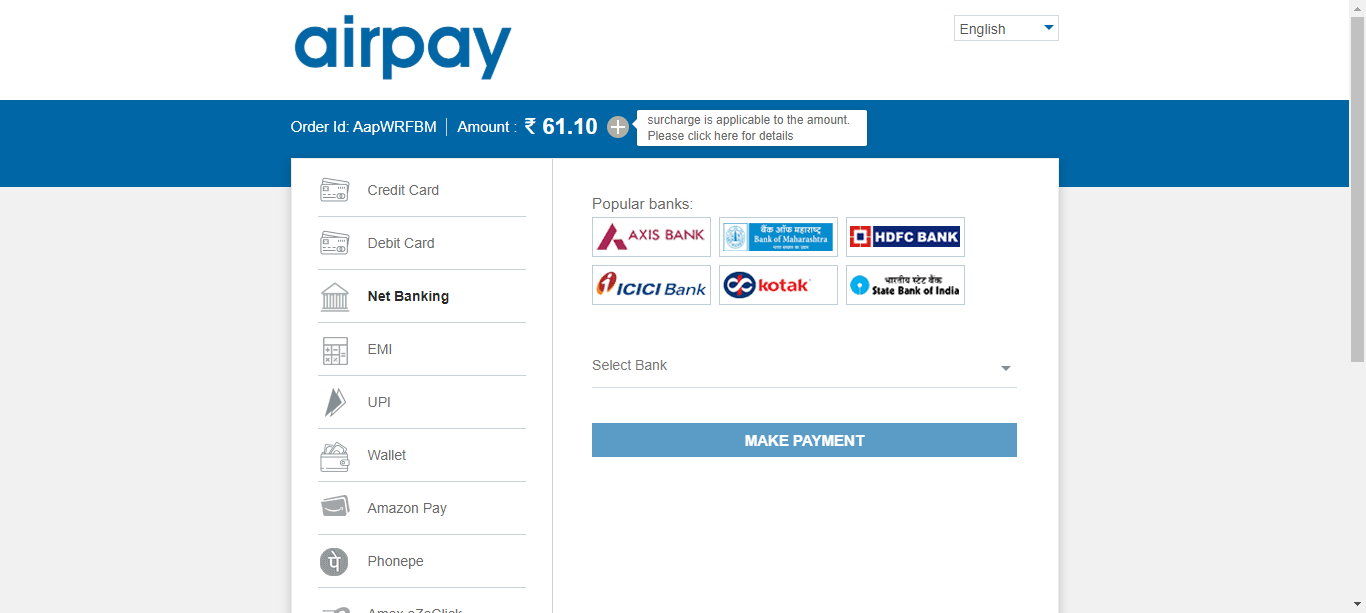 airpay
English
Order Id: AapWRFBM | Amount : ₹ 61.10
surcharge is applicable to the amount.
Please click here for details
Credit Card
Debit Card
Net Banking
EMI
UPI
Wallet
Amazon Pay
Phonepe
Amex eZeClick
Popular banks:
AXIS BANK
बैंक ऑफ महाराष्ट्र
Bank of Maharashtra
HDFC BANK
ICICI Bank
kotak
भारतीय स्टेट बैंक
State Bank of India
Select Bank
MAKE PAYMENT